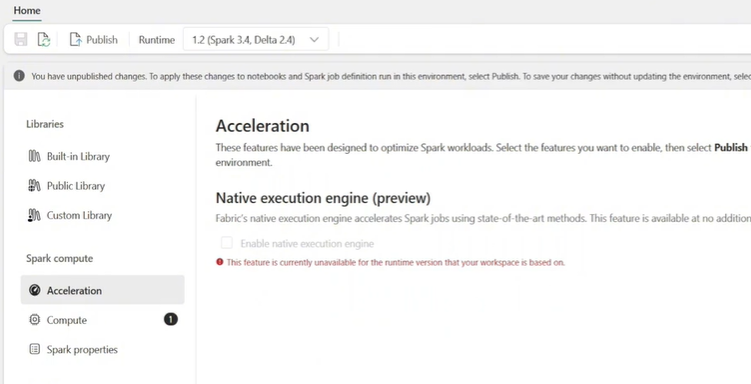 Home
Publish Runtime 1.2 (Spark 3.4, Delta 2.4)
You have unpublished changes. To apply these changes to notebooks and Spark job definition run in this environment, select Publish. To save your changes without updating the environment, selec
Libraries
Built-in Library
Public Library
Custom Library
Spark compute
Acceleration
Compute 1
Spark properties
Acceleration
These features have been designed to optimize Spark workloads. Select the features you want to enable, then select Publish
environment.
Native execution engine (preview)
Fabric's native execution engine accelerates Spark jobs using state-of-the-art methods. This feature is available at no addition
Enable native execution engine
This feature is currently unavailable for the runtime version that your workspace is based on.